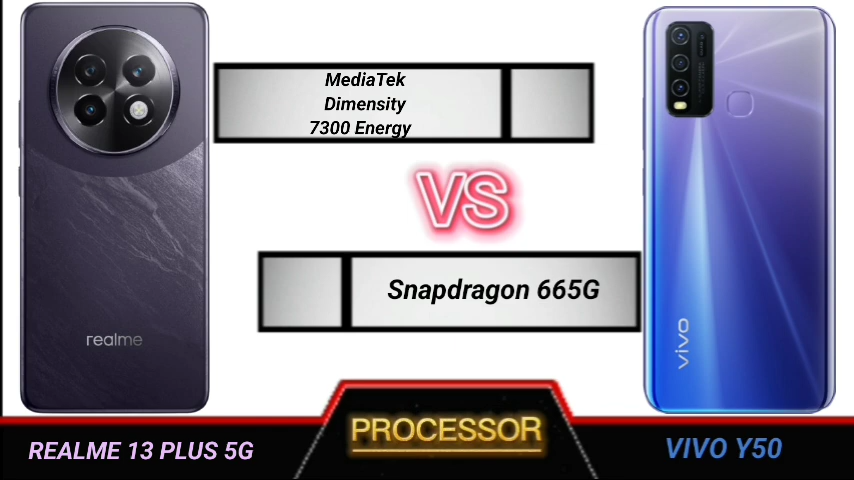 MediaTek
Dimensity
7300 Energy
VS
Snapdragon 665G
realme
vivo
PROCESSOR
REALME 13 PLUS 5G
VIVO Y50